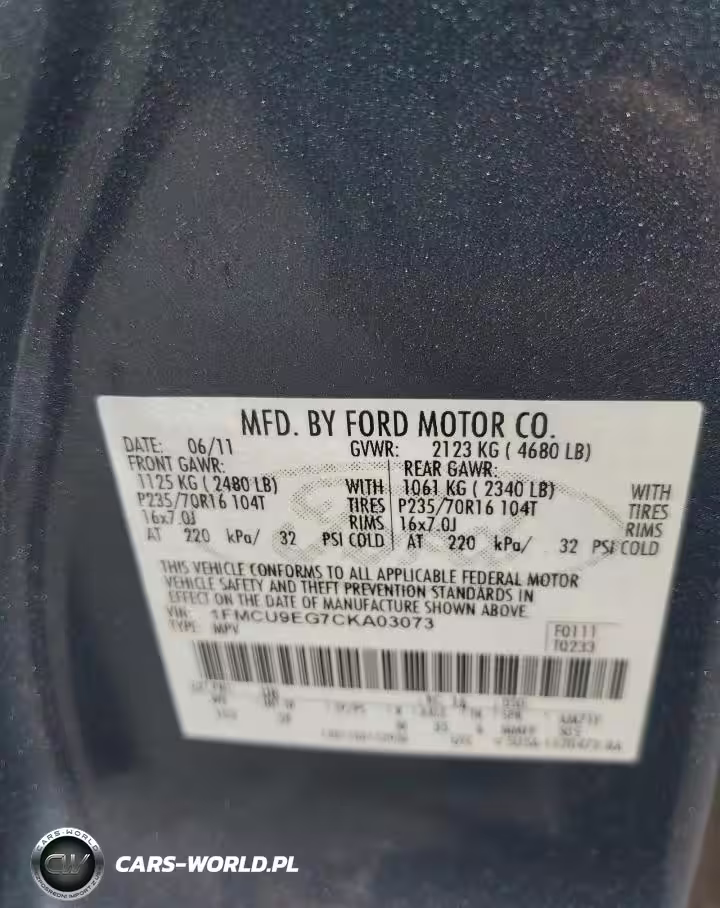 MFD. BY FORD MOTOR CO.
DATE: 06/11 GVWR: 2123 KG ( 4680 LB)
FRONT GAWR: REAR GAWR:
1125 KG ( 2480 LB) WITH 1061 KG ( 2340 LB) WITH
P235/70R16 104T TIRES P235/70R16 104T TIRES
16x7.0J RIMS 16x7.0J RIMS
AT 220 kPa/ 32 PSI COLD AT 220 kPa/ 32 PSI COLD
THIS VEHICLE CONFORMS TO ALL APPLICABLE FEDERAL MOTOR
VEHICLE SAFETY AND THEFT PREVENTION STANDARDS IN
EFFECT ON THE DATE OF MANUFACTURE SHOWN ABOVE.
VIN: 1FMCU9EG7CKA03073
TYPE: MPV
F0111
T0233
CARS-WORLD
CW
CARS-WORLD.PL